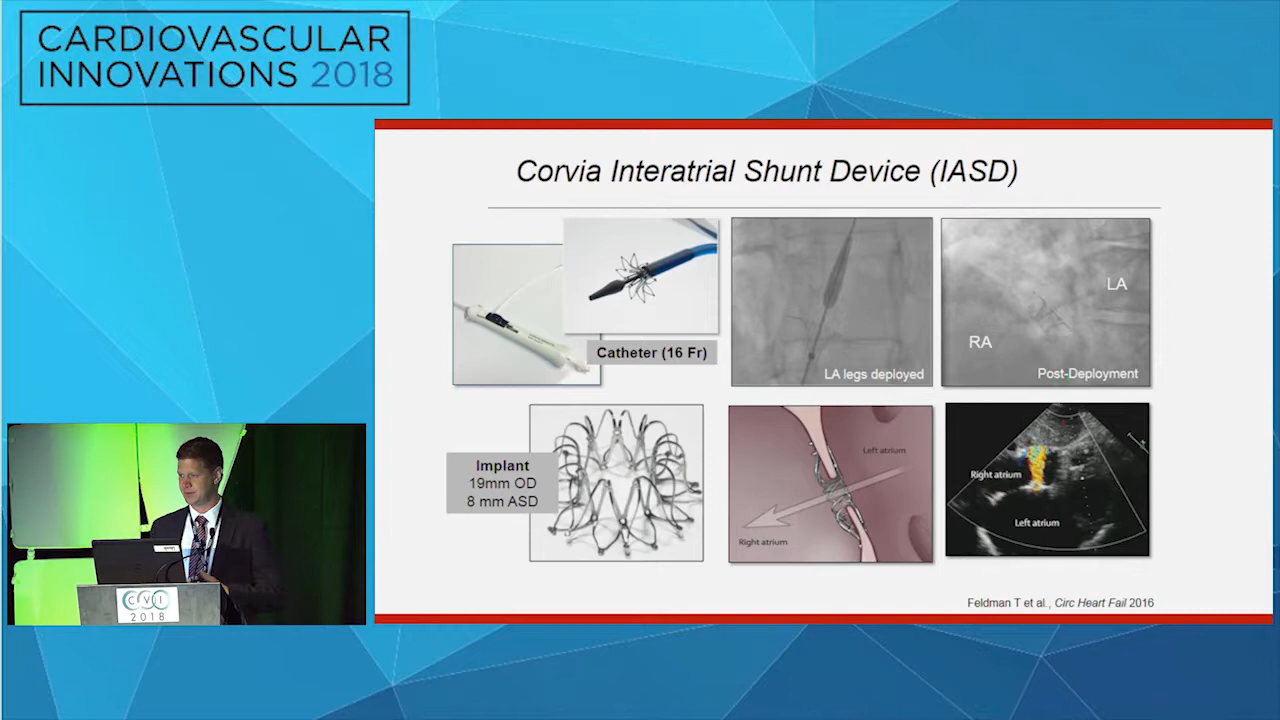 CARDIOVASCULAR
INNOVATIONS 2018
Corvia Interatrial Shunt Device (IASD)
Catheter (16 Fr)
LA legs deployed
LA
RA
Post-Deployment
Implant
19mm OD
8 mm ASD
Left atrium
Right atrium
Right atrium
Left atrium
Feldman T et al., Circ Heart Fail 2016
CVI
2018